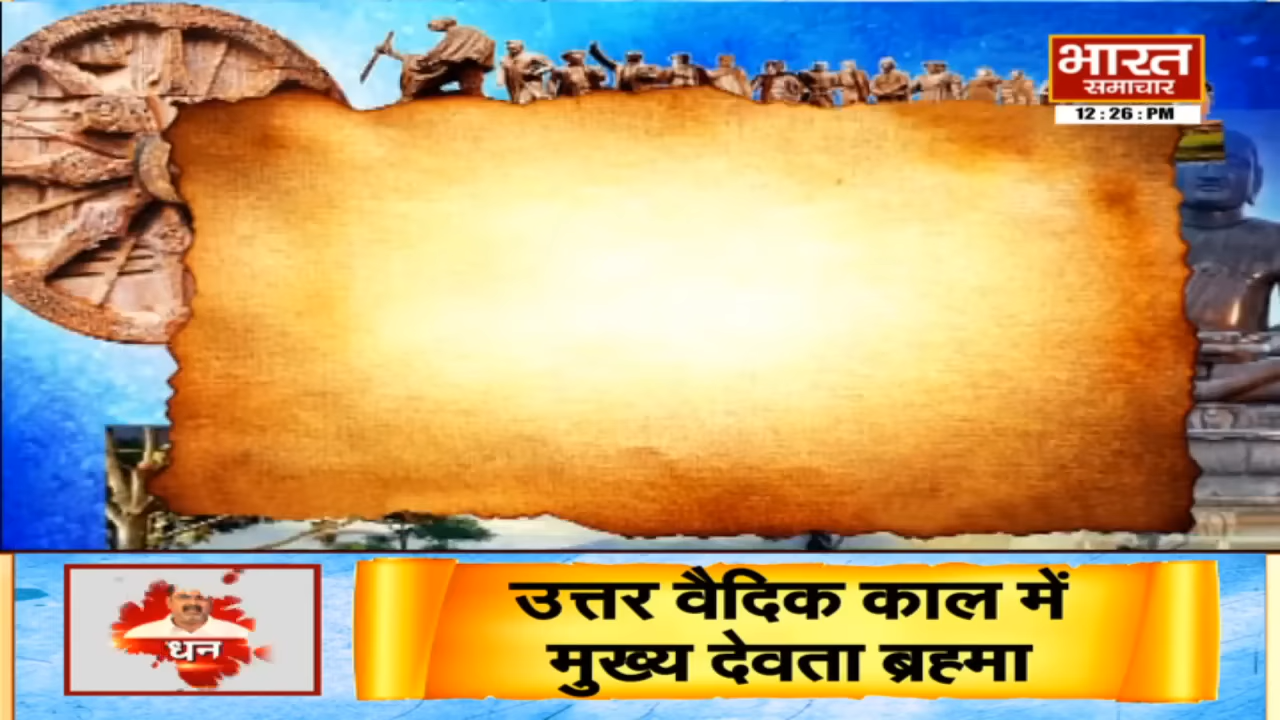 भारत
समाचार
12 : 26 : PM
धन
उत्तर वैदिक काल में
मुख्य देवता ब्रह्मा